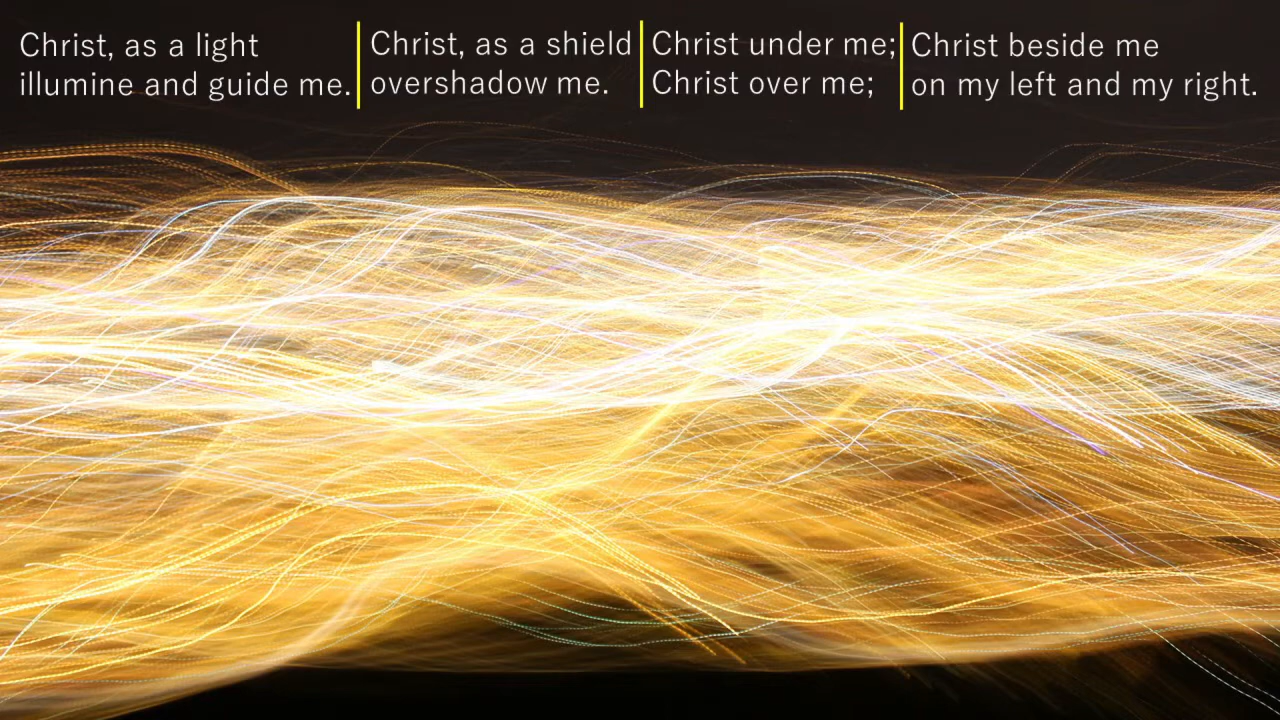 Christ, as a light
illumine and guide me.
Christ, as a shield
overshadow me.
Christ under me;
Christ over me;
Christ beside me
on my left and my right.